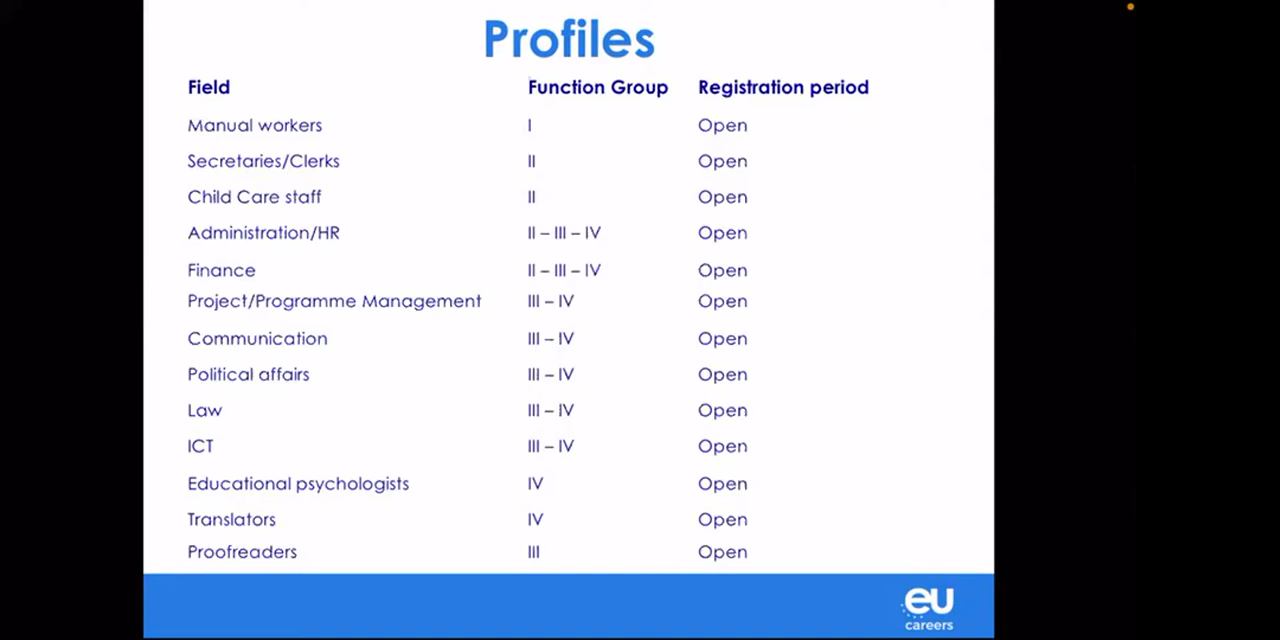 Profiles
Field Function Group Registration period
Manual workers I Open
Secretaries/Clerks II Open
Child Care staff II Open
Administration/HR II – III – IV Open
Finance II – III – IV Open
Project/Programme Management III – IV Open
Communication III – IV Open
Political affairs III – IV Open
Law III – IV Open
ICT III – IV Open
Educational psychologists IV Open
Translators IV Open
Proofreaders III Open
eu
careers